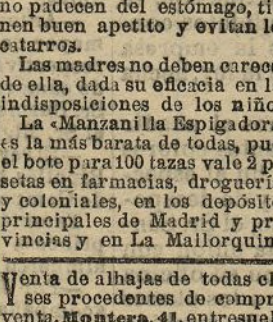 no padecen del estómago, ti
nen buen apetito y evitan l
catarros.
Las madres no deben carec
de ella, dada su eficacia en l
indisposiciones de los niño
La «Manzanilla Espigador
es la más barata de todas, pu
el bote para 100 tazas vale 2 p
setas en farmacias, droguerí
y coloniales, en los depósit
principales de Madrid y pr
vincias y en La Mallorquin
Venta de alhajas de todas cl
ses procedentes de compr
venta. Montera, 41, entresuel